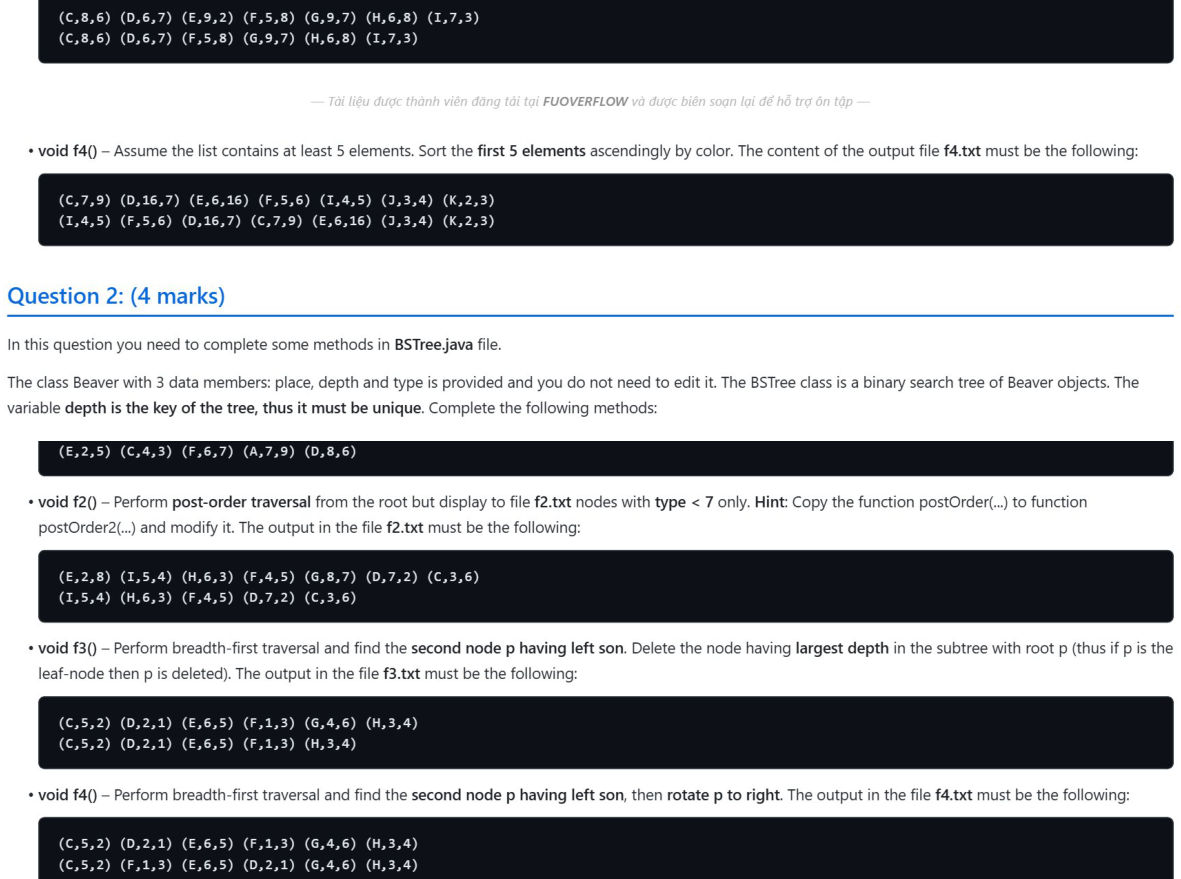 (C,8,6) (D,6,7) (E,9,2) (F,5,8) (G,9,7) (H,6,8) (I,7,3)
(C,8,6) (D,6,7) (F,5,8) (G,9,7) (H,6,8) (I,7,3)
— Tài liệu được thành viên đăng tải tại FUOVERFLOW và được biên soạn lại để hỗ trợ ôn tập —
• void f4() – Assume the list contains at least 5 elements. Sort the first 5 elements ascendingly by color. The content of the output file f4.txt must be the following:
(C,7,9) (D,16,7) (E,6,16) (F,5,6) (I,4,5) (J,3,4) (K,2,3)
(I,4,5) (F,5,6) (D,16,7) (C,7,9) (E,6,16) (J,3,4) (K,2,3)
Question 2: (4 marks)
In this question you need to complete some methods in BSTree.java file.
The class Beaver with 3 data members: place, depth and type is provided and you do not need to edit it. The BSTree class is a binary search tree of Beaver objects. The
variable depth is the key of the tree, thus it must be unique. Complete the following methods:
(E,2,5) (C,4,3) (F,6,7) (A,7,9) (D,8,6)
• void f2() – Perform post-order traversal from the root but display to file f2.txt nodes with type < 7 only. Hint: Copy the function postOrder(...) to function
postOrder2(...) and modify it. The output in the file f2.txt must be the following:
(E,2,8) (I,5,4) (H,6,3) (F,4,5) (G,8,7) (D,7,2) (C,3,6)
(I,5,4) (H,6,3) (F,4,5) (D,7,2) (C,3,6)
• void f3() – Perform breadth-first traversal and find the second node p having left son. Delete the node having largest depth in the subtree with root p (thus if p is the
leaf-node then p is deleted). The output in the file f3.txt must be the following:
(C,5,2) (D,2,1) (E,6,5) (F,1,3) (G,4,6) (H,3,4)
(C,5,2) (D,2,1) (E,6,5) (F,1,3) (H,3,4)
• void f4() – Perform breadth-first traversal and find the second node p having left son, then rotate p to right. The output in the file f4.txt must be the following:
(C,5,2) (D,2,1) (E,6,5) (F,1,3) (G,4,6) (H,3,4)
(C,5,2) (F,1,3) (E,6,5) (D,2,1) (G,4,6) (H,3,4)